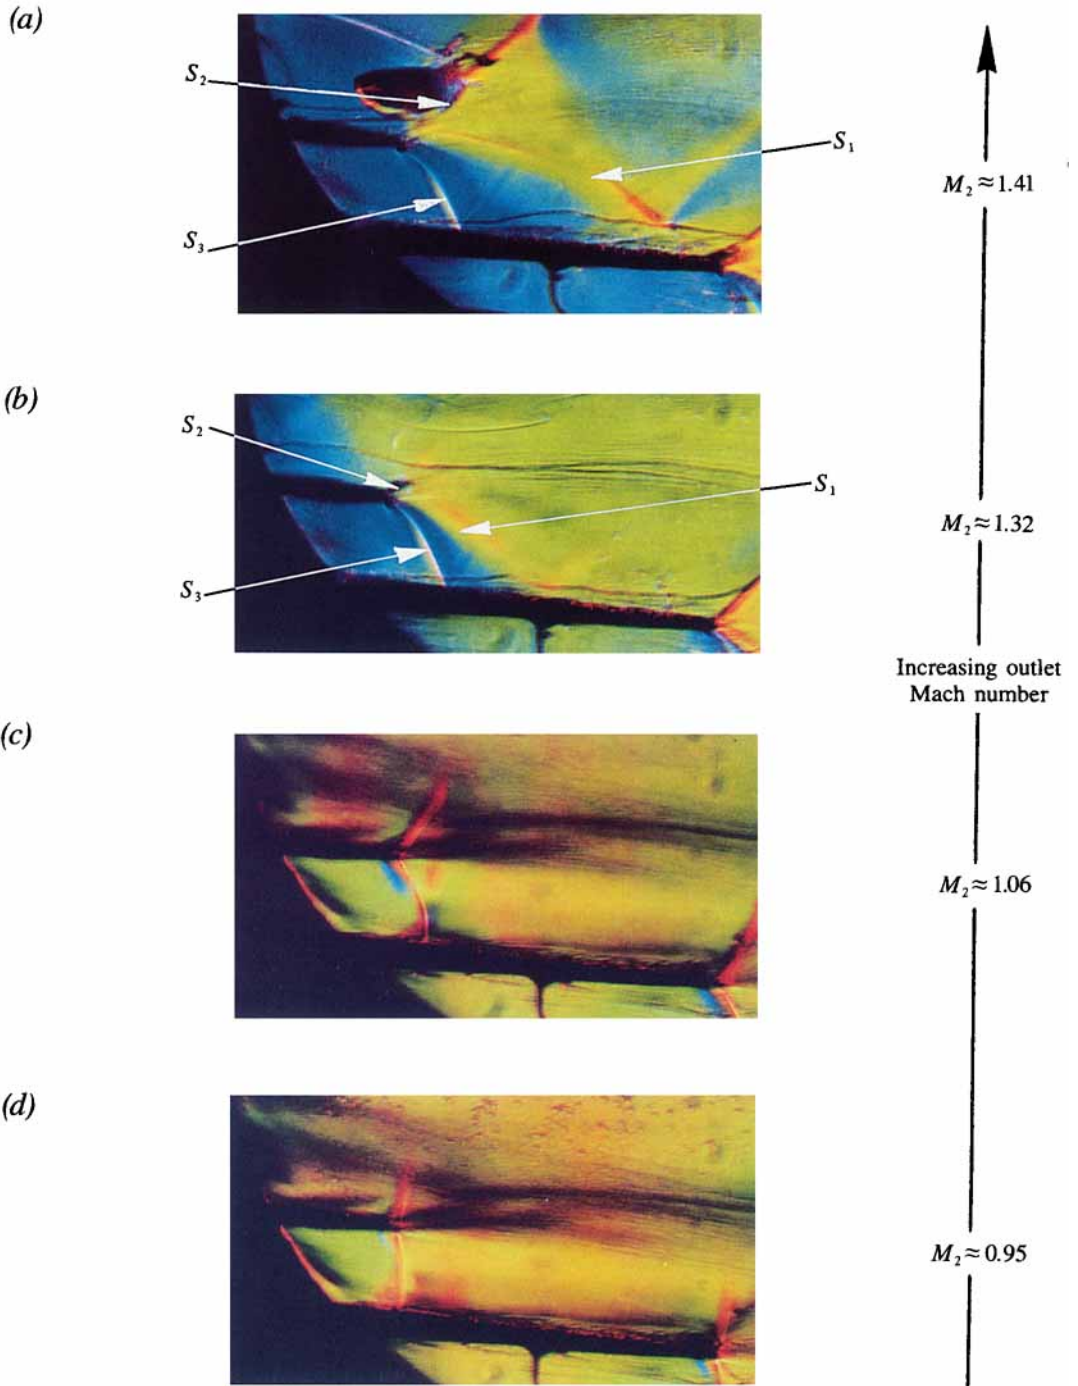 (a)
S₂
S₁
S₃
M₂ ≈ 1.41
(b)
S₂
S₁
S₃
M₂ ≈ 1.32
Increasing outlet
Mach number
(c)
M₂ ≈ 1.06
(d)
M₂ ≈ 0.95